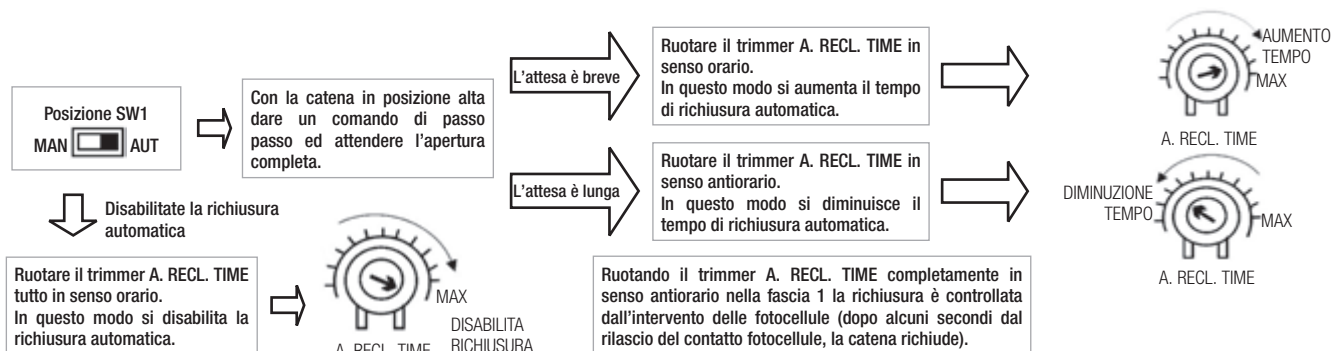 Posizione SW1
MAN AUT
Con la catena in posizione alta
dare un comando di passo
passo ed attendere l'apertura
completa.
L'attesa è breve
Ruotare il trimmer A. RECL. TIME in
senso orario.
In questo modo si aumenta il tempo
di richiusura automatica.
AUMENTO
TEMPO
MAX
A. RECL. TIME
L'attesa è lunga
Ruotare il trimmer A. RECL. TIME in
senso antiorario.
In questo modo si diminuisce il
tempo di richiusura automatica.
DIMINUZIONE
TEMPO
MAX
A. RECL. TIME
Disabilitate la richiusura
automatica
Ruotare il trimmer A. RECL. TIME
tutto in senso orario.
In questo modo si disabilita la
richiusura automatica.
MAX
DISABILITA
RICHIUSURA
A. RECL. TIME
Ruotando il trimmer A. RECL. TIME completamente in
senso antiorario nella fascia 1 la richiusura è controllata
dall'intervento delle fotocellule (dopo alcuni secondi dal
rilascio del contatto fotocellule, la catena richiude).